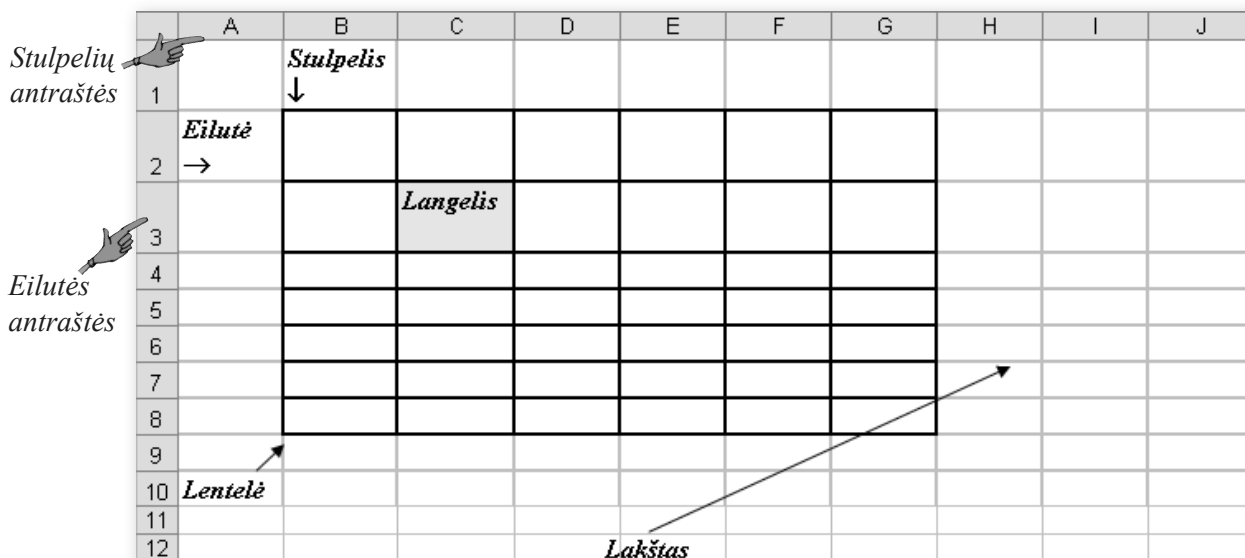 A B C D E F G H I J
Stulpelių
antraštės
Stulpelis
↓
1
Eilutė
→
2
Langelis
3
Eilutės
antraštės
4
5
6
7
8
9
10 Lentelė
11
12 Lakštas